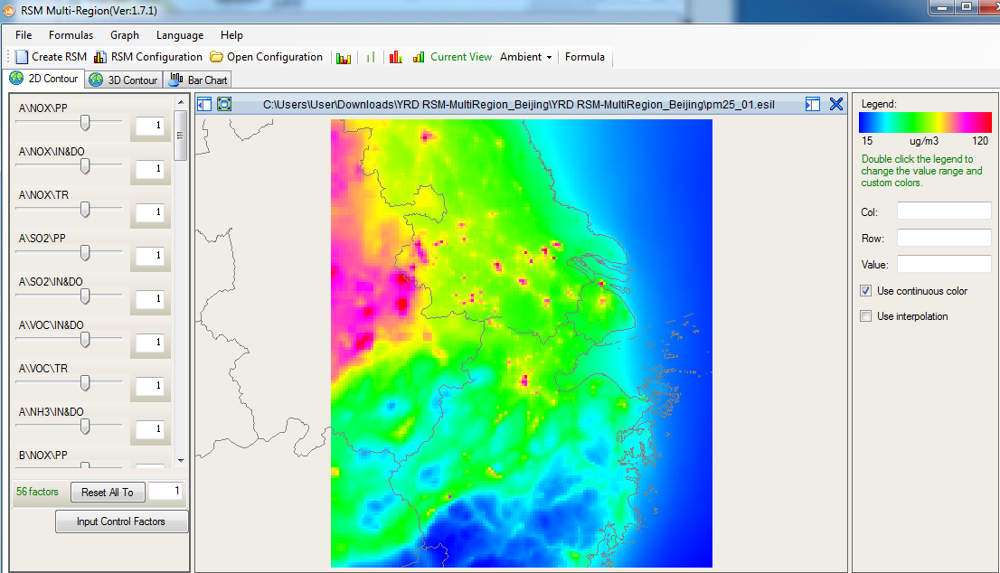 RSM Multi-Region(Ver:1.7.1)
File Formulas Graph Language Help
Create RSM RSM Configuration Open Configuration Current View Ambient Formula
2D Contour 3D Contour Bar Chart
C:\Users\User\Downloads\YRD RSM-MultiRegion_Beijing\YRD RSM-MultiRegion_Beijing\pm25_01.esil
A\NOX\PP
1
A\NOX\IN&DO
1
A\NOX\TR
1
A\SO2\PP
1
A\SO2\IN&DO
1
A\VOC\IN&DO
1
A\VOC\TR
1
A\NH3\IN&DO
1
B\NOX\PP
56 factors Reset All To 1
Input Control Factors
Legend:
15 ug/m3 120
Double click the legend to
change the value range and
custom colors.
Col:
Row:
Value:
Use continuous color
Use interpolation